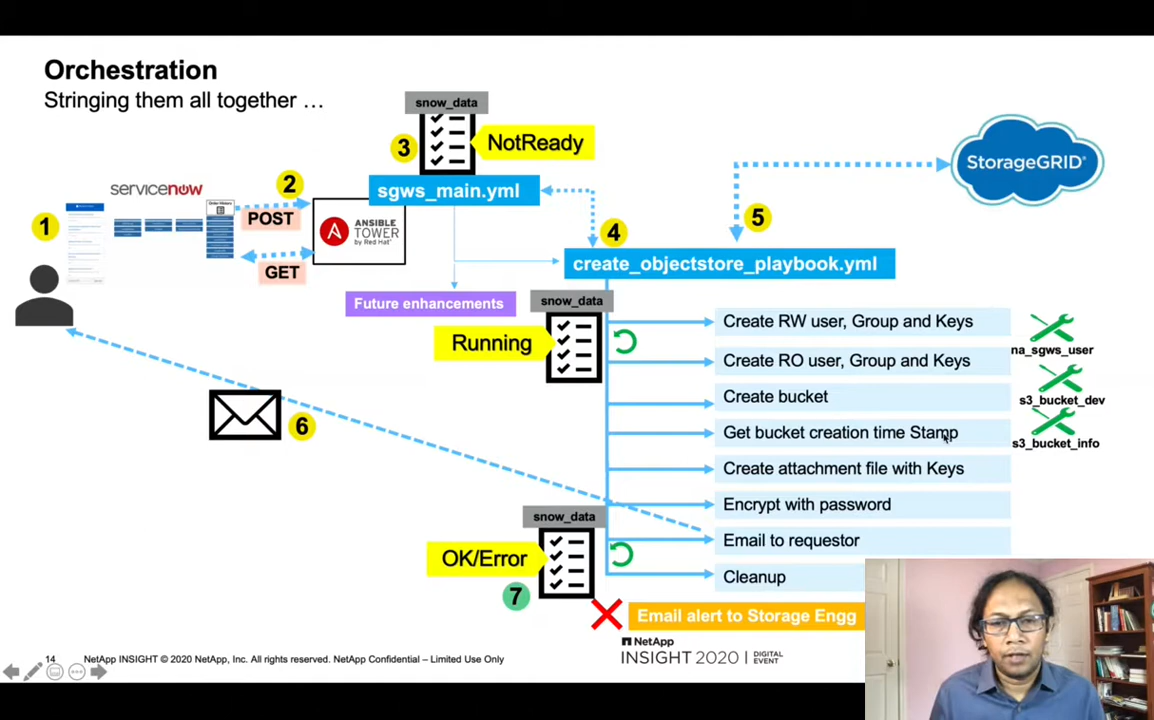 Orchestration
Stringing them all together …
snow_data
3
NotReady
sgws_main.yml
servicenow
1
2
POST
GET
ANSIBLE
TOWER
by Red Hat
StorageGRID
4
5
create_objectstore_playbook.yml
Future enhancements
snow_data
Running
Create RW user, Group and Keys
na_sgws_user
Create RO user, Group and Keys
Create bucket
s3_bucket_dev
Get bucket creation time Stamp
s3_bucket_info
6
Create attachment file with Keys
Encrypt with password
snow_data
Email to requestor
OK/Error
Cleanup
7
Email alert to Storage Engg
14
NetApp INSIGHT © 2020 NetApp, Inc. All rights reserved. NetApp Confidential – Limited Use Only
NetApp
INSIGHT 2020 | DIGITAL EVENT